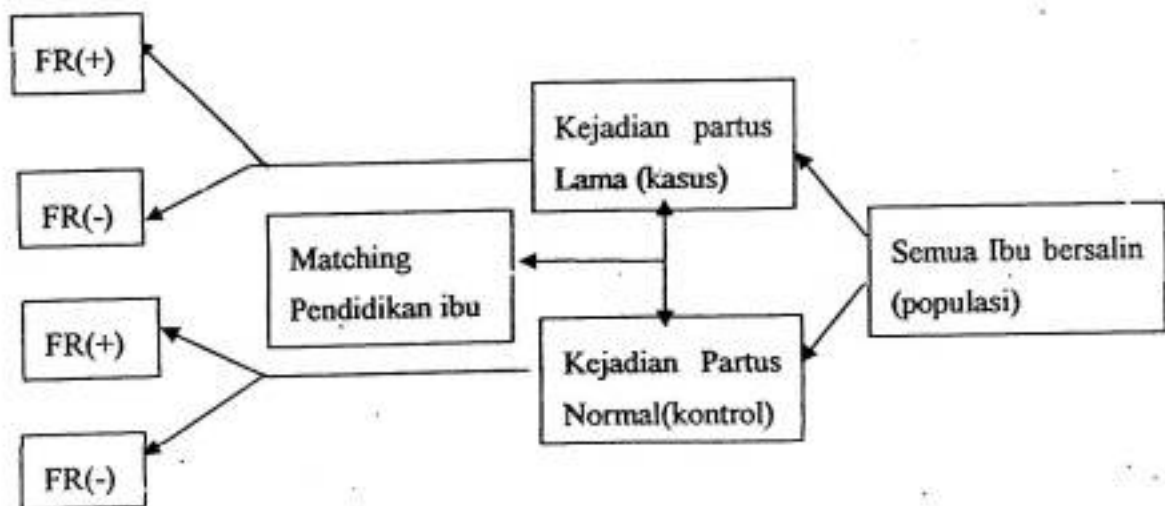 FR(+)
Kejadian partus
Lama (kasus)
FR(-)
Matching
Pendidikan ibu
Semua Ibu bersalin
(populasi)
FR(+)
Kejadian Partus
Normal(kontrol)
FR(-)